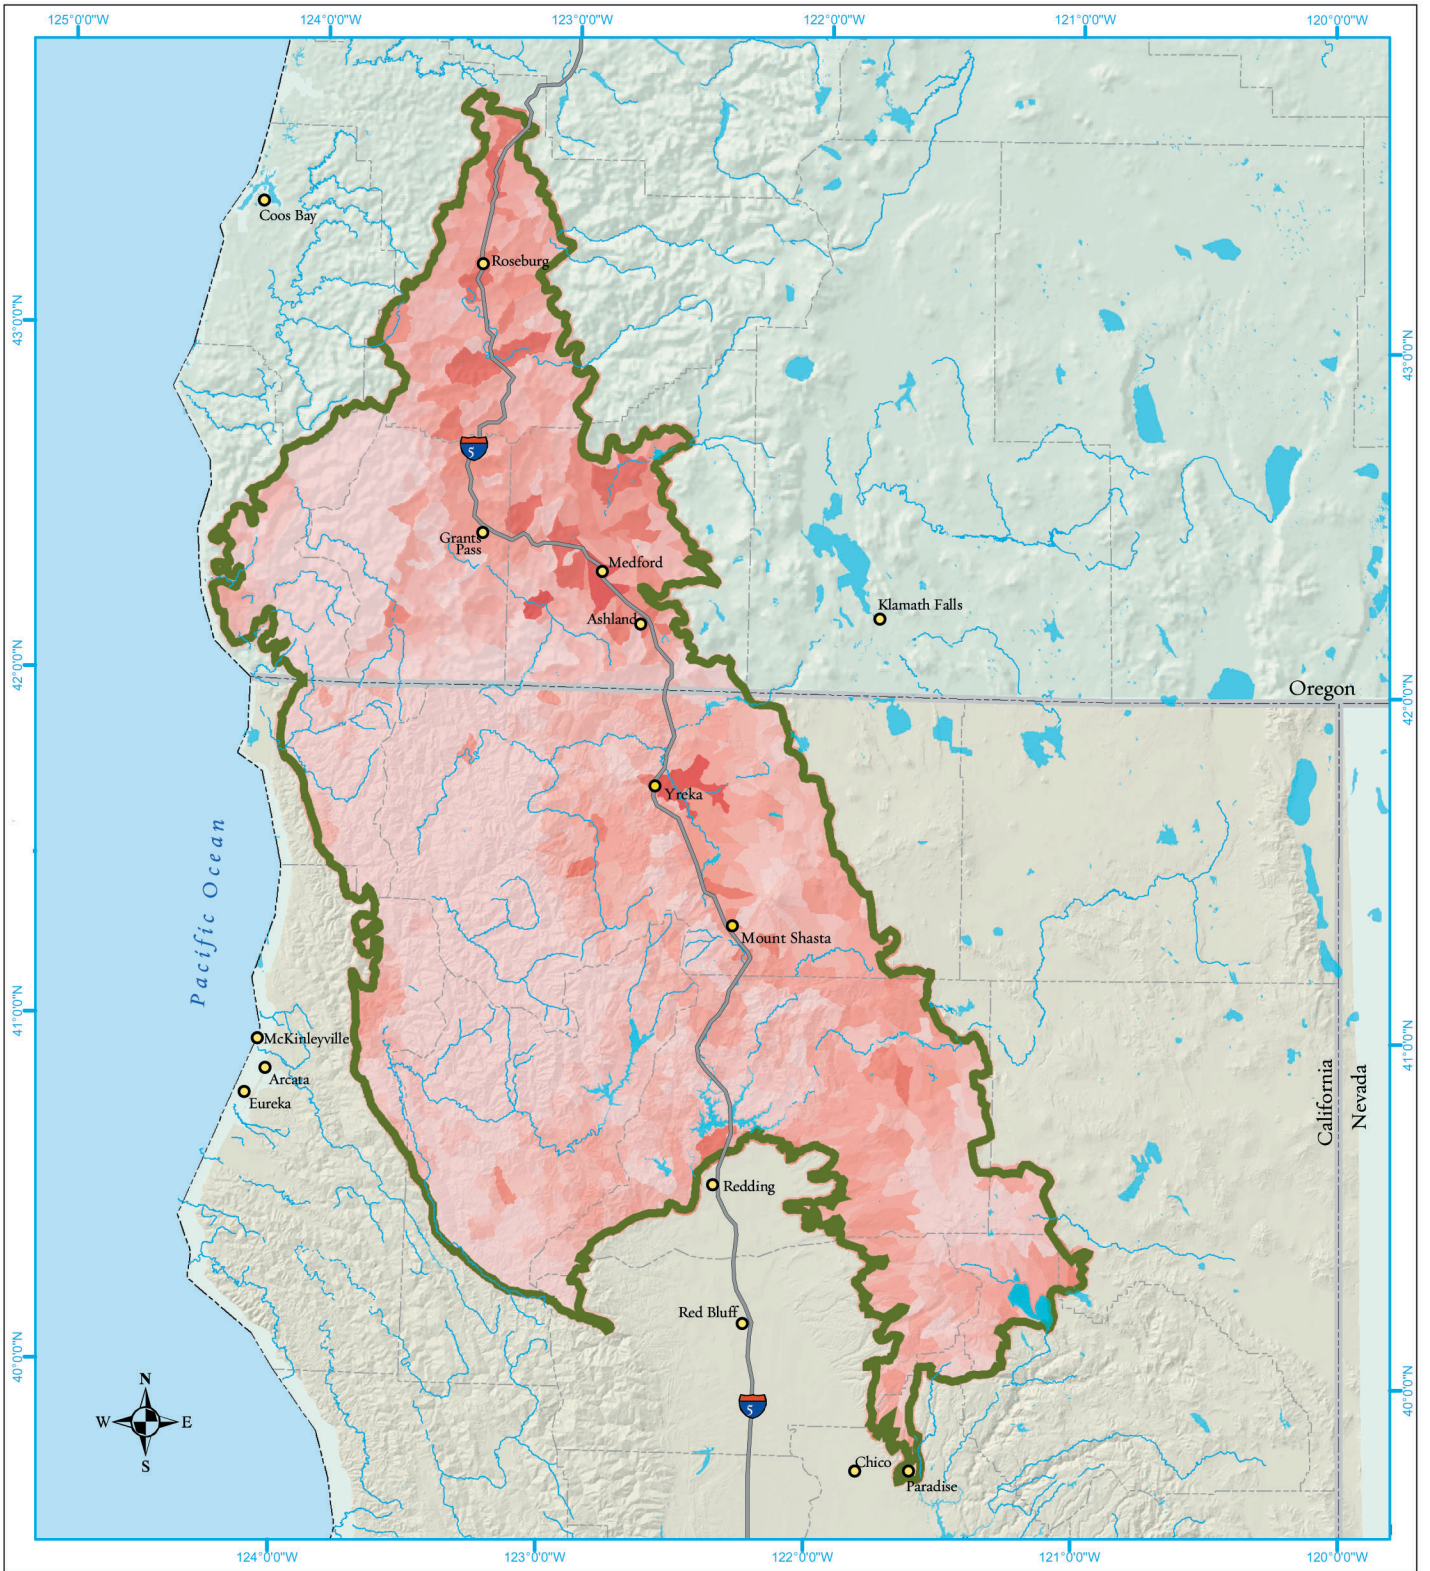 125°0'0"W 124°0'0"W 123°0'0"W 122°0'0"W 121°0'0"W 120°0'0"W
Coos Bay
Roseburg
43°0'0"N
43°0'0"N
5
Grants
Pass
Medford
Klamath Falls
Ashland
42°0'0"N
42°0'0"N
Oregon
Yreka
Pacific Ocean
Mount Shasta
41°0'0"N
41°0'0"N
McKinleyville
Arcata
Eureka
California
Nevada
Redding
Red Bluff
40°0'0"N
40°0'0"N
N
W E
S
5
Chico
Paradise
124°0'0"W 123°0'0"W 122°0'0"W 121°0'0"W 120°0'0"W